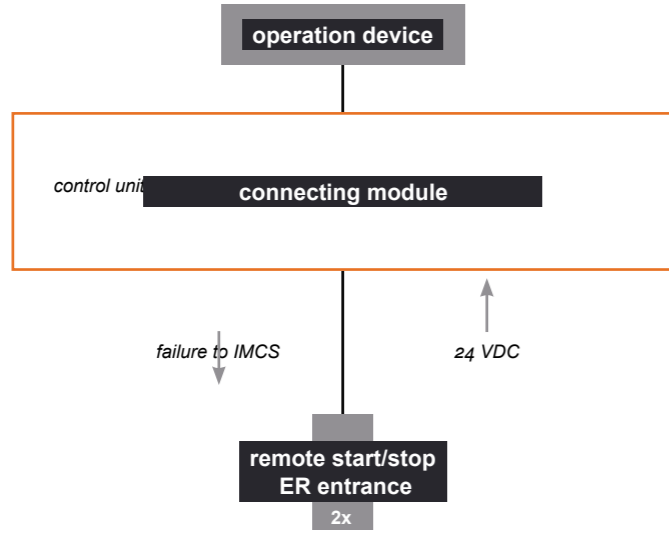 operation device
control unit
connecting module
failure to IMCS
24 VDC
remote start/stop
ER entrance
2x